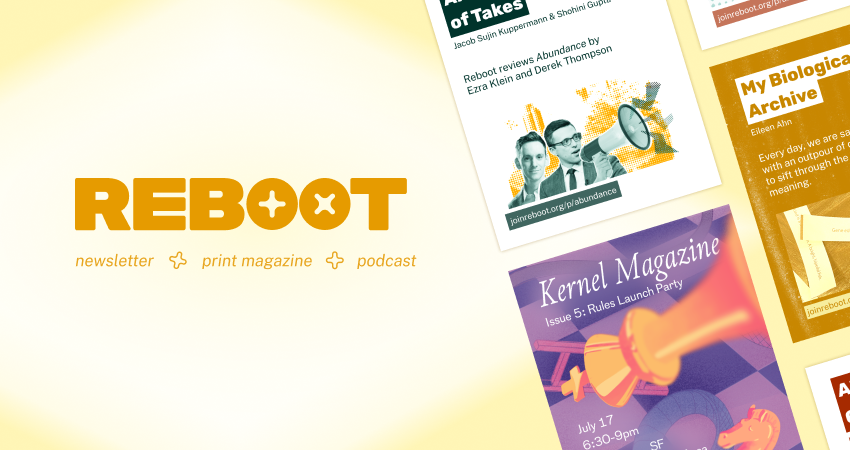 REBOOT
newsletter
print magazine
podcast
of Takes
Jacob Sujin Kuppermann & Shohini Gupta
Reboot reviews Abundance by
Ezra Klein and Derek Thompson
joinreboot.org/p/abundance
Kernel Magazine
Issue 5: Rules Launch Party
July 17
6:30-9pm
SF
My Biological
Archive
Eileen Ahn
Every day, we are
with an outpour of
to sift through the
meaning.
joinreboot.org/p/
joinreboot.